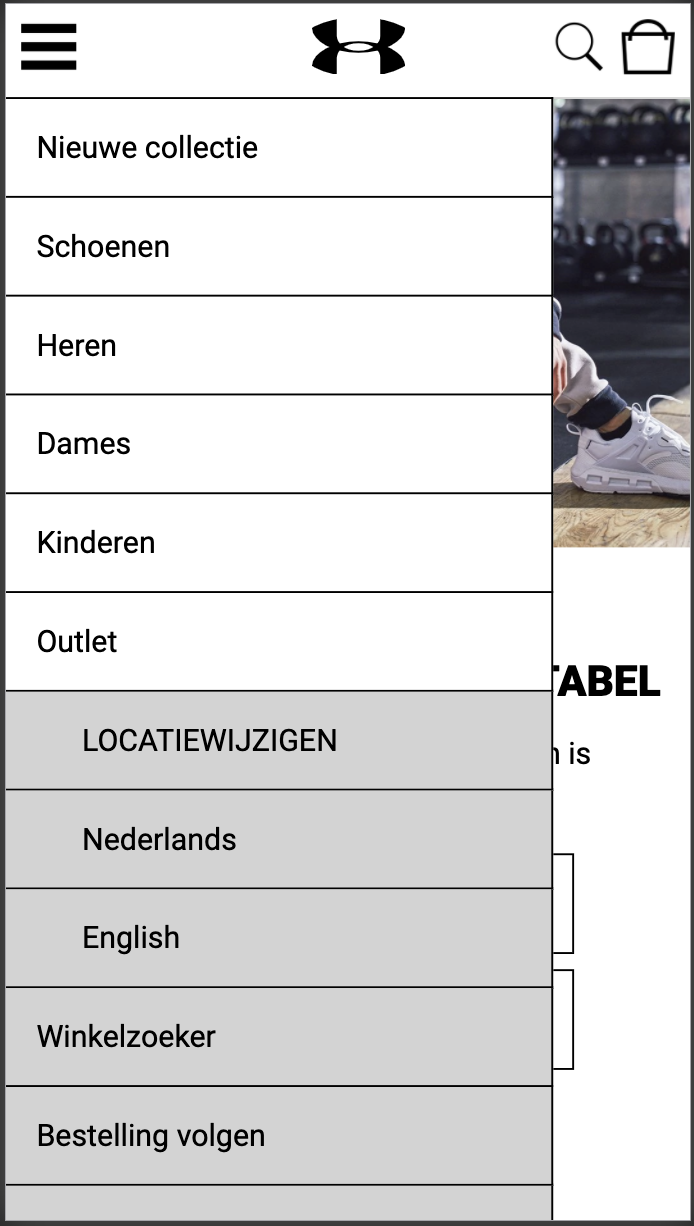 Nieuwe collectie
Schoenen
Heren
Dames
Kinderen
Outlet
TABEL
LOCATIEWIJZIGEN
is
Nederlands
English
Winkelzoeker
Bestelling volgen